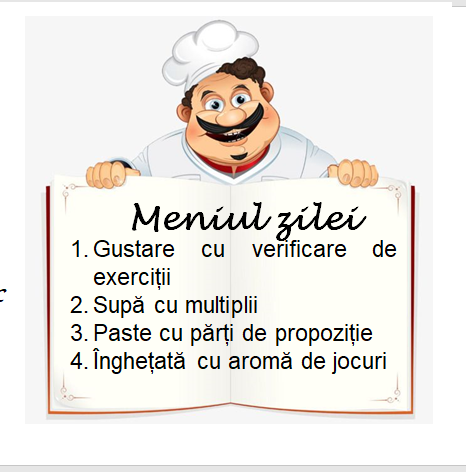 Meniul zilei
1. Gustare cu verificare de
exerciții
2. Supă cu multiplii
3. Paste cu părți de propoziție
4. Înghețată cu aromă de jocuri